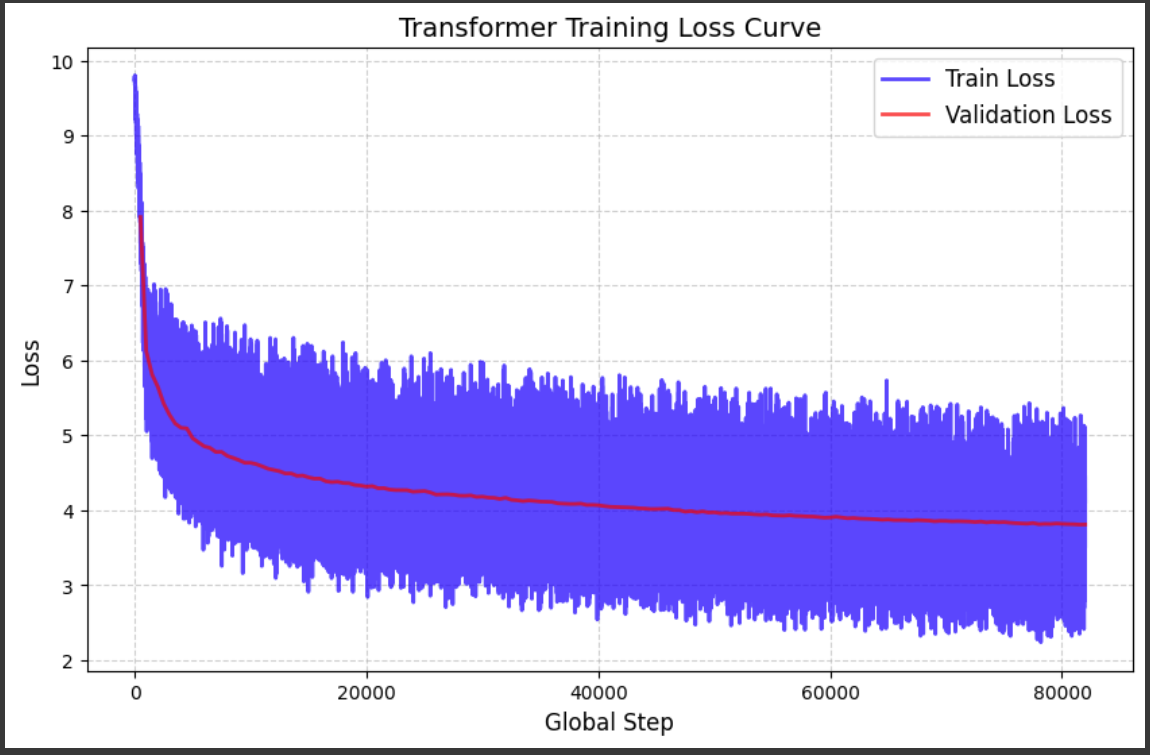 Transformer Training Loss Curve
Train Loss
Validation Loss
10
9
8
7
6
5
4
3
2
Loss
0 20000 40000 60000 80000
Global Step